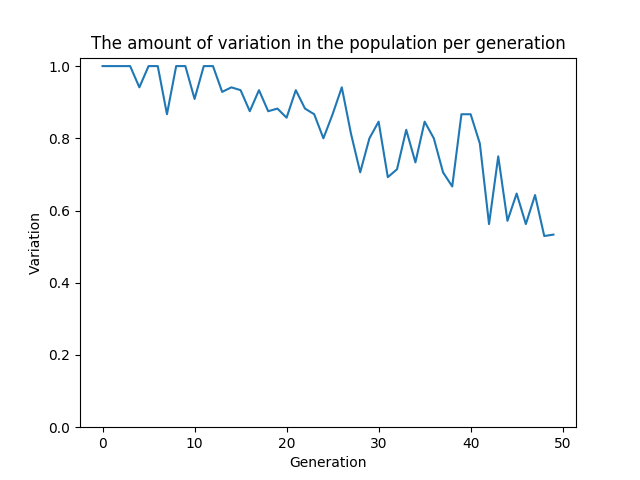 The amount of variation in the population per generation
1.0
0.8
0.6
0.4
0.2
0.0
Variation
0 10 20 30 40 50
Generation